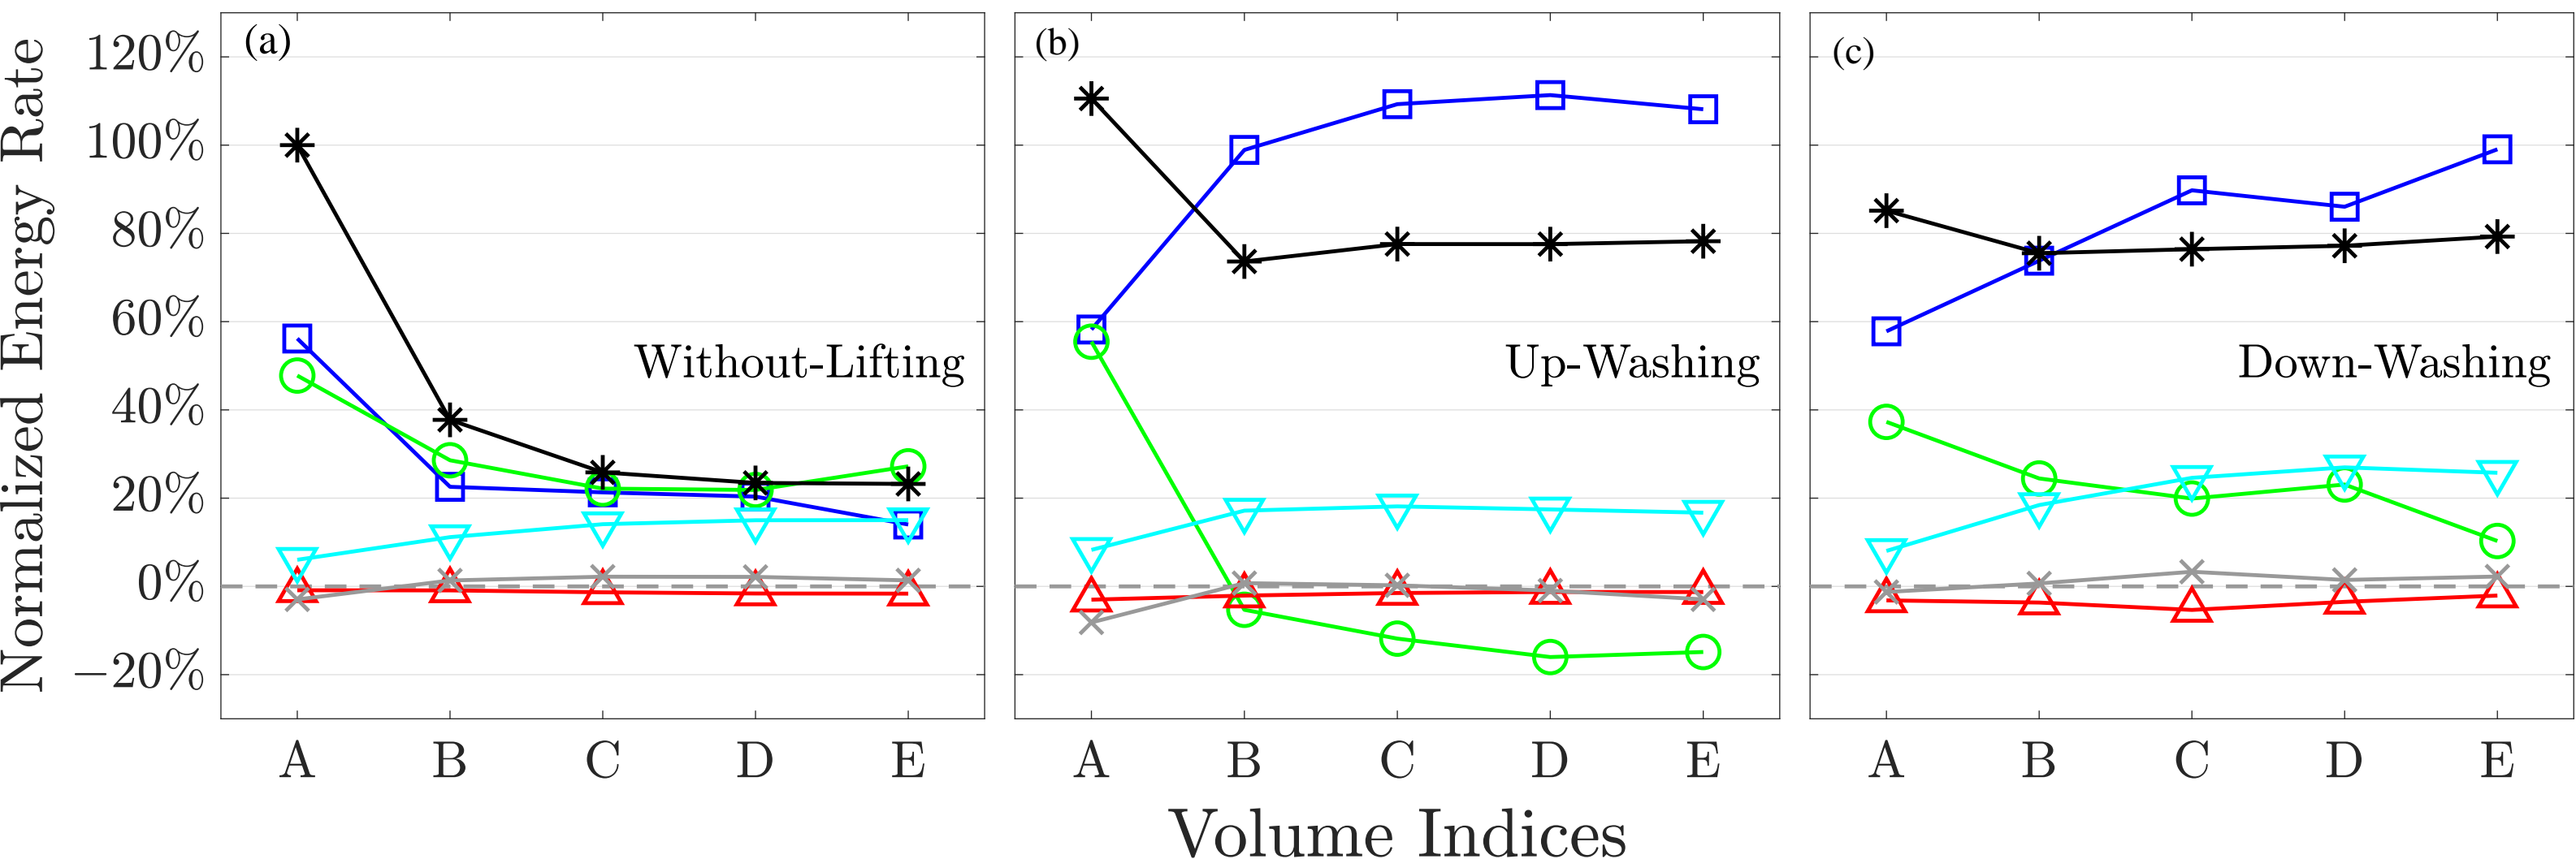 Normalized Energy Rate
120%
100%
80%
60%
40%
20%
0%
−20%
(a)
Without-Lifting
A B C D E
(b)
Up-Washing
A B C D E
(c)
Down-Washing
A B C D E
Volume Indices